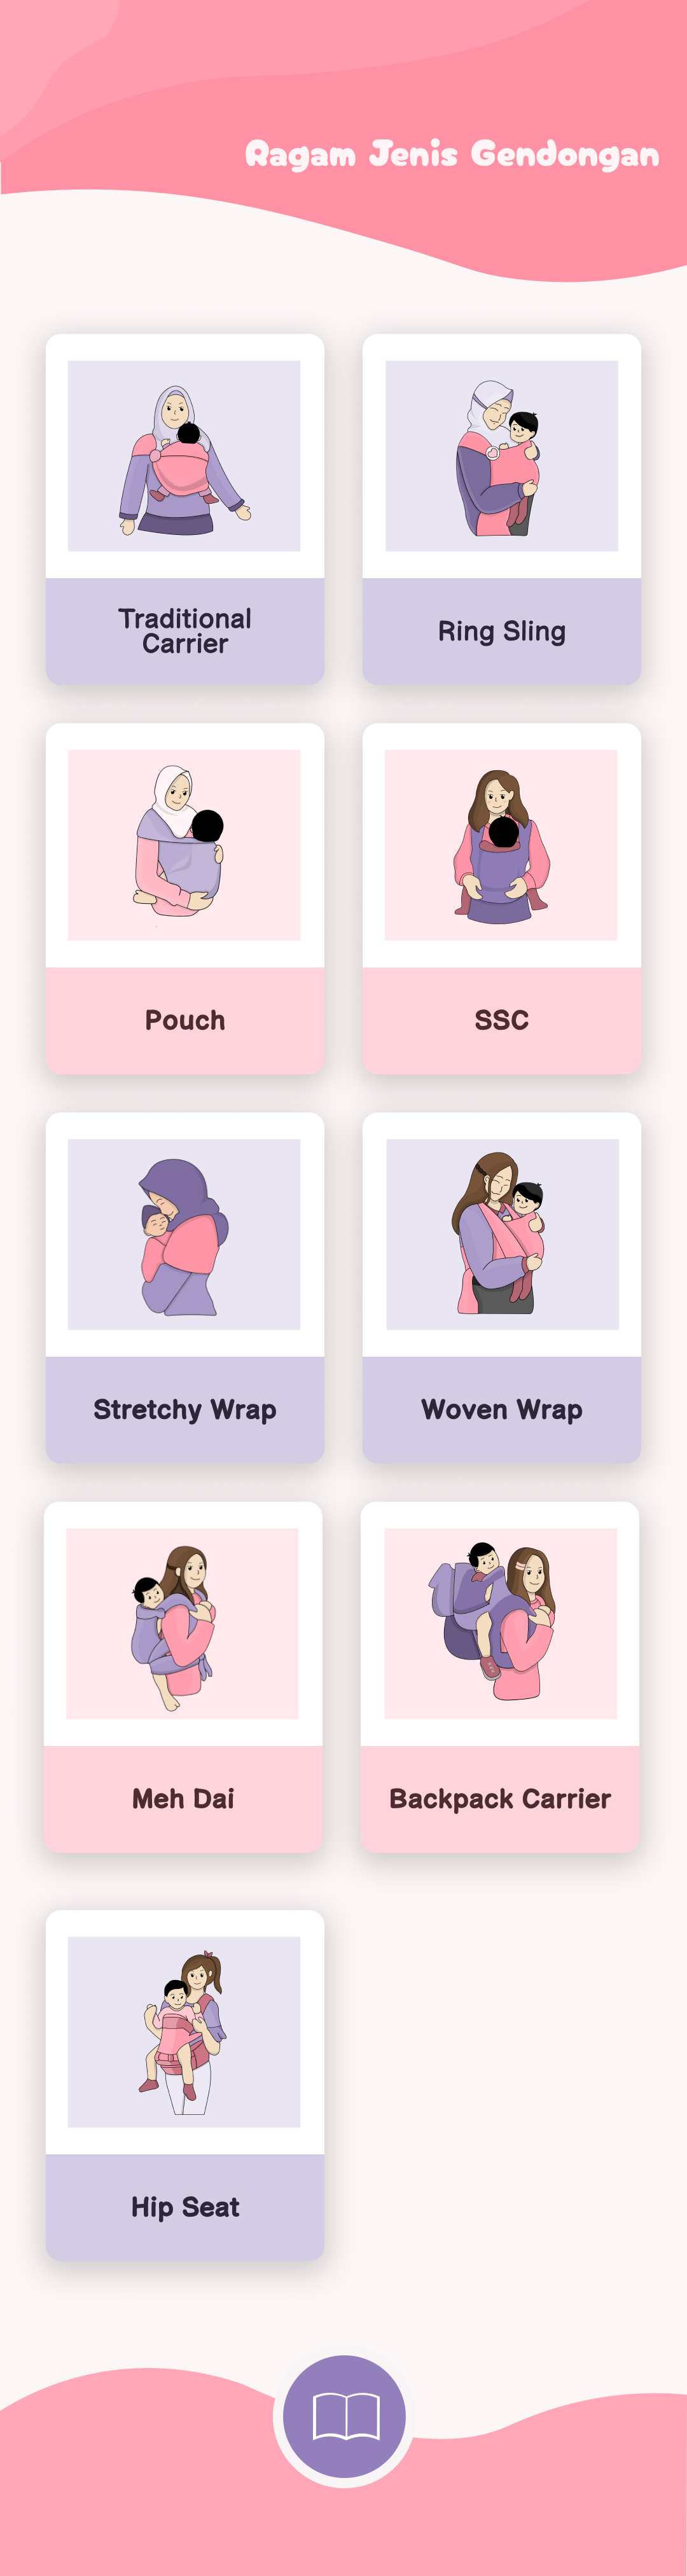 Ragam Jenis Gendongan
Traditional
Carrier
Ring Sling
Pouch
SSC
Stretchy Wrap
Woven Wrap
Meh Dai
Backpack Carrier
Hip Seat